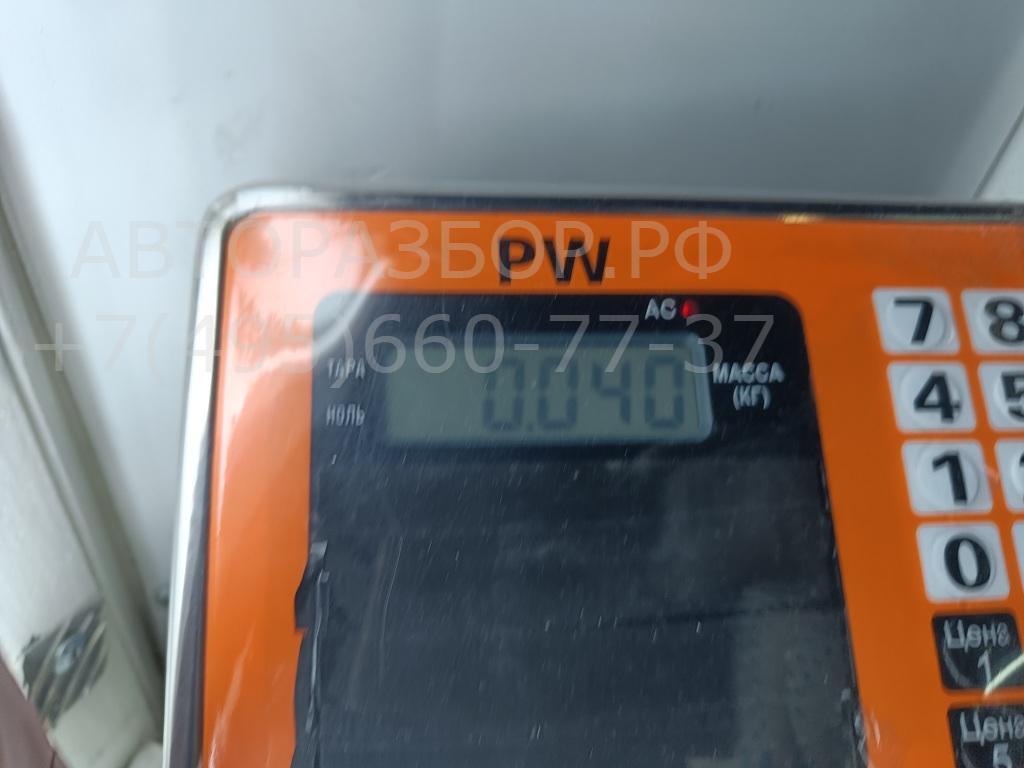 АВТОРАЗБОР.РФ
+7(495)660-77-37
PW
AC
ТАРА
НОЛЬ
0.040
МАССА
(КГ)
7 8
4 5
1
0
Цена
1
Цена
5